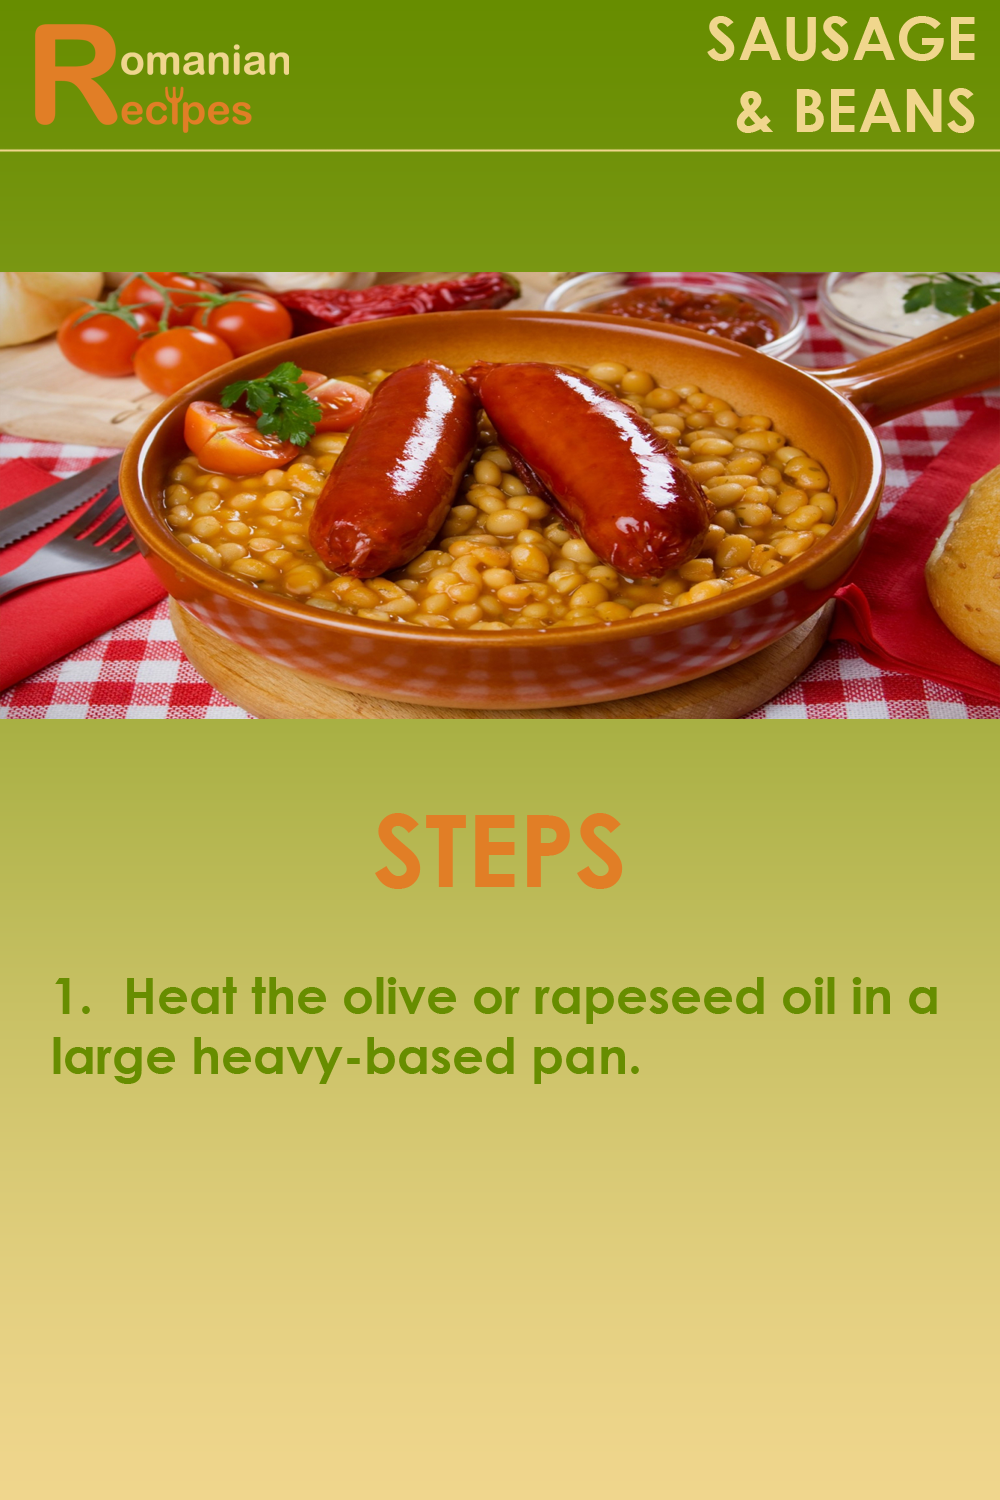 Romanian
Recipes
SAUSAGE
& BEANS
STEPS
1. Heat the olive or rapeseed oil in a
large heavy-based pan.